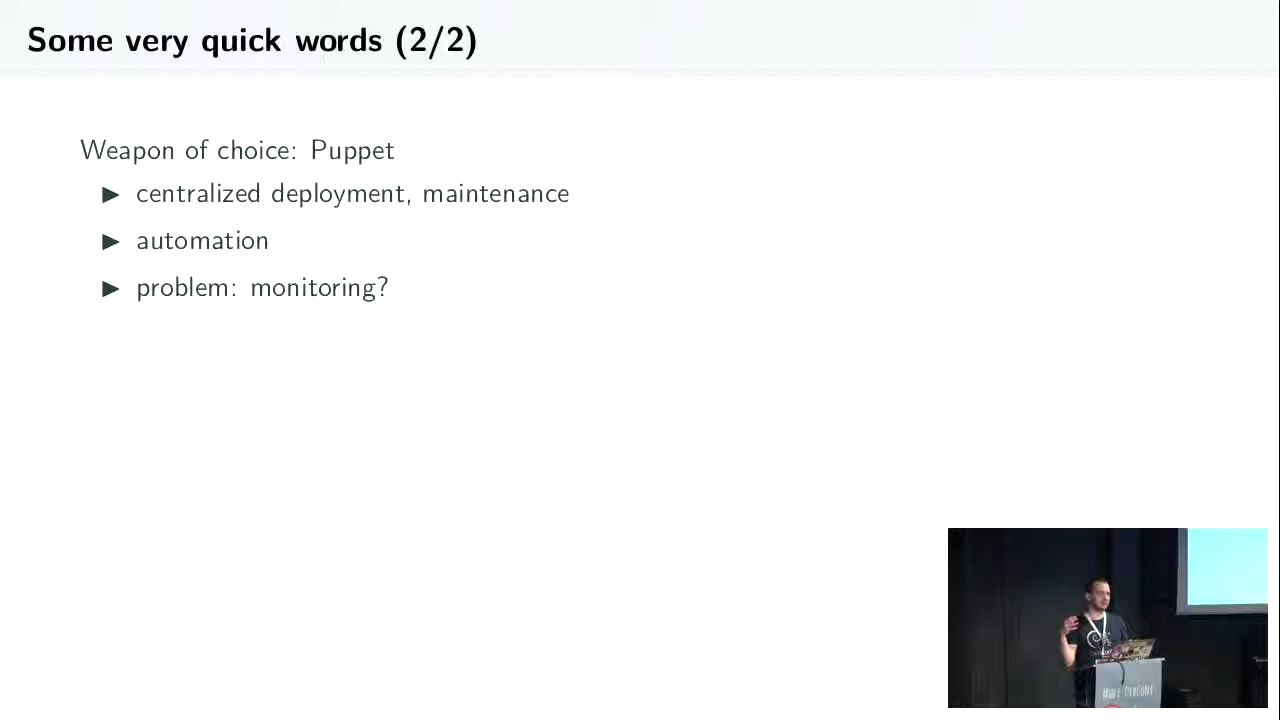 Some very quick words (2/2)
Weapon of choice: Puppet
▶ centralized deployment, maintenance
▶ automation
▶ problem: monitoring?